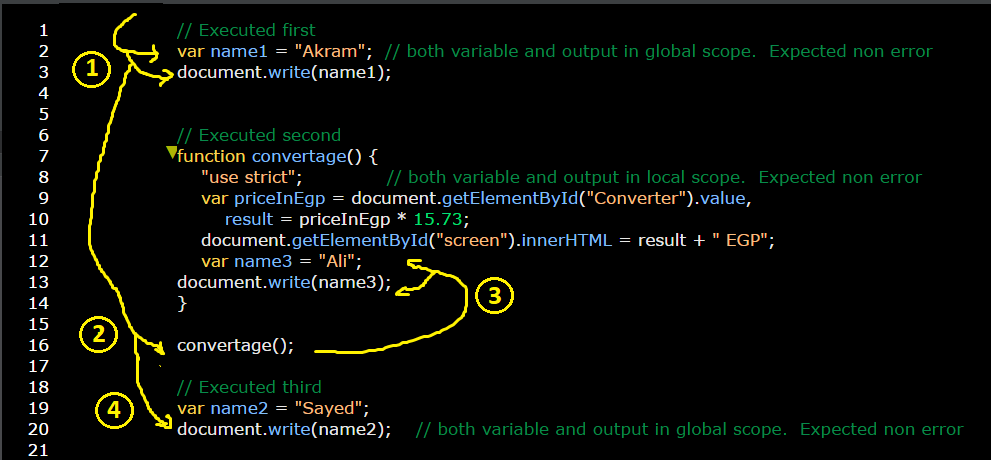 1 // Executed first
2 var name1 = "Akram"; // both variable and output in global scope. Expected non error
3 document.write(name1);
4
5
6 // Executed second
7 function convertage() {
8 "use strict"; // both variable and output in local scope. Expected non error
9 var priceInEgp = document.getElementById("Converter").value,
10 result = priceInEgp * 15.73;
11 document.getElementById("screen").innerHTML = result + " EGP";
12 var name3 = "Ali";
13 document.write(name3);
14 }
15
16 convertage();
17
18 // Executed third
19 var name2 = "Sayed";
20 document.write(name2); // both variable and output in global scope. Expected non error
21
1
2
3
4